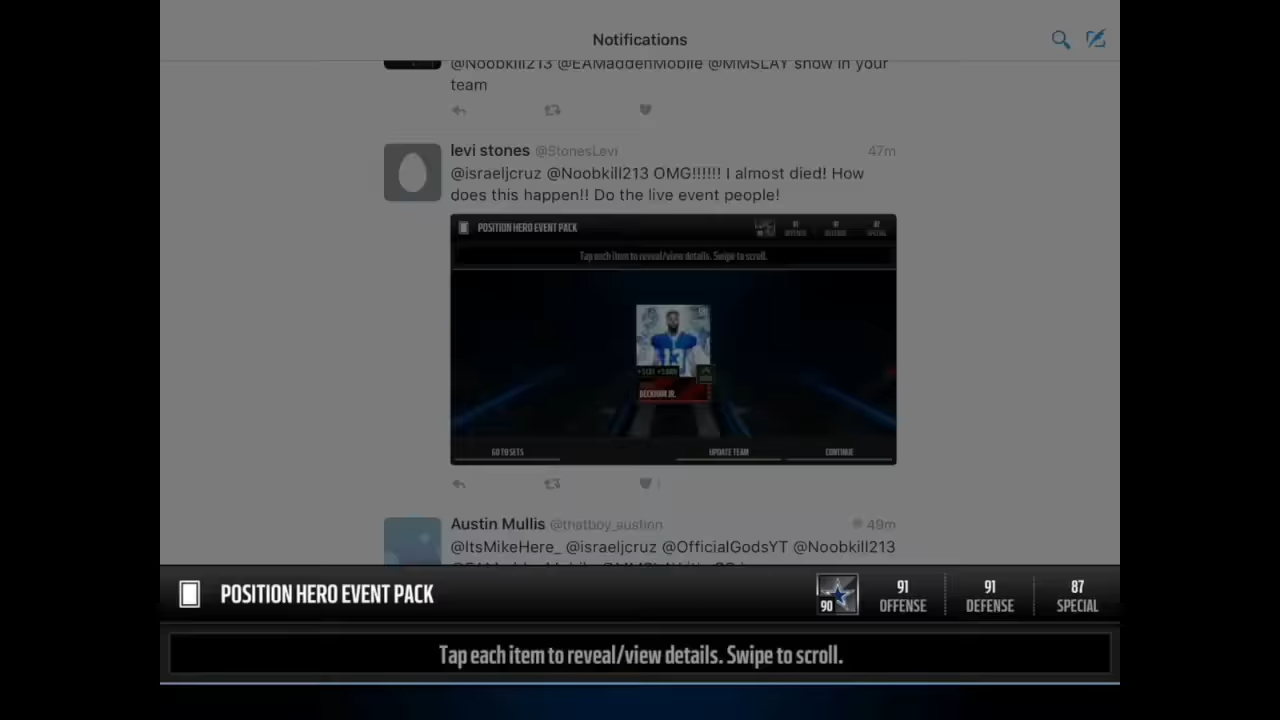 Notifications
@Noobkill213 @EAMaddenMobile @MMSLAY show in your
team
levi stones @StonesLevi 47m
@israeljcruz @Noobkill213 OMG!!!!!! I almost died! How
does this happen!! Do the live event people!
POSITION HERO EVENT PACK
Tap each item to reveal/view details. Swipe to scroll.
BECKHAM JR.
GO TO SETS UPDATE TEAM CONTINUE
Austin Mullis @thatboy_austion 49m
@ItsMikeHere_ @israeljcruz @OfficialGodsYT @Noobkill213
POSITION HERO EVENT PACK
90
91 OFFENSE
91 DEFENSE
87 SPECIAL
Tap each item to reveal/view details. Swipe to scroll.